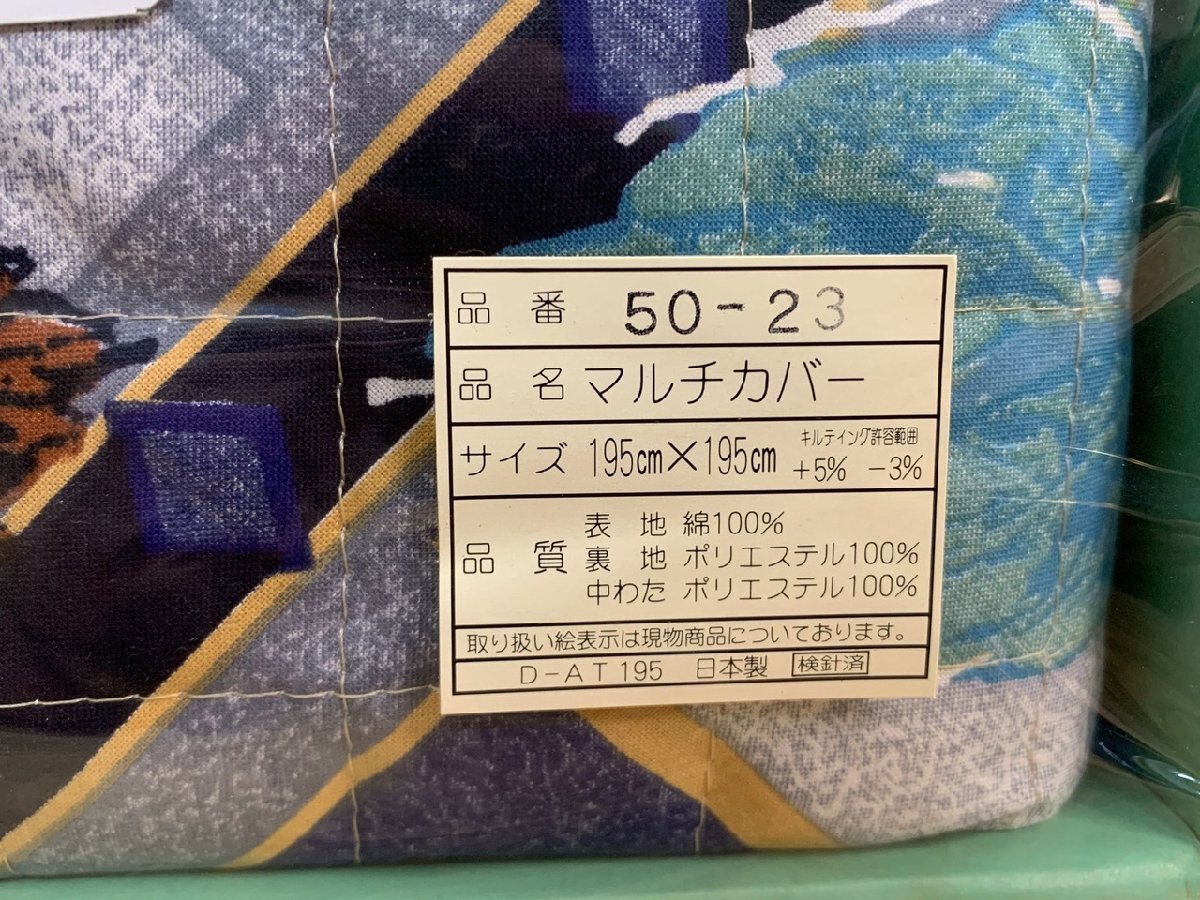 品番 50-23
品名 マルチカバー
サイズ 195cm×195cm キルテイング許容範囲 +5% -3%
品質 表地 綿100%
裏地 ポリエステル100%
中わた ポリエステル100%
取り扱い絵表示は現物商品についております。
D-AT195 日本製 検針済